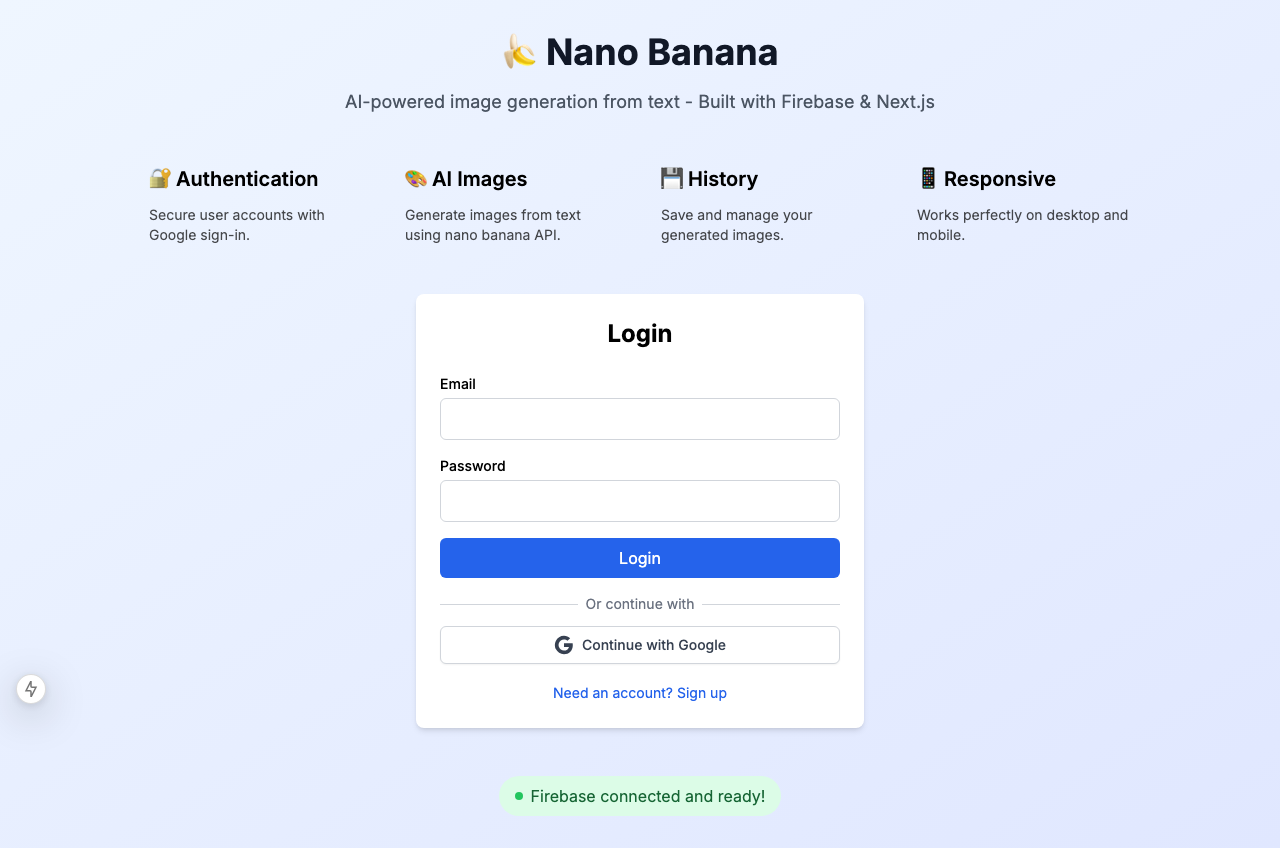 🍌 Nano Banana
AI-powered image generation from text - Built with Firebase & Next.js
🔐 Authentication
Secure user accounts with
Google sign-in.
🎨 AI Images
Generate images from text
using nano banana API.
💾 History
Save and manage your
generated images.
📱 Responsive
Works perfectly on desktop and
mobile.
Login
Email
Password
Login
Or continue with
Continue with Google
Need an account? Sign up
Firebase connected and ready!